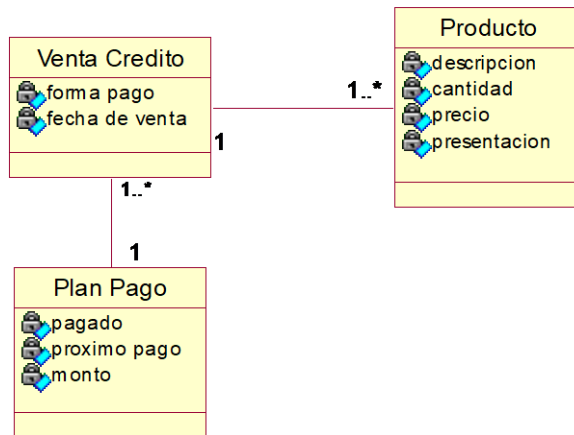 Producto
descripcion
cantidad
precio
presentacion
Venta Credito
forma pago
fecha de venta
1..*
1
1..*
1
Plan Pago
pagado
proximo pago
monto